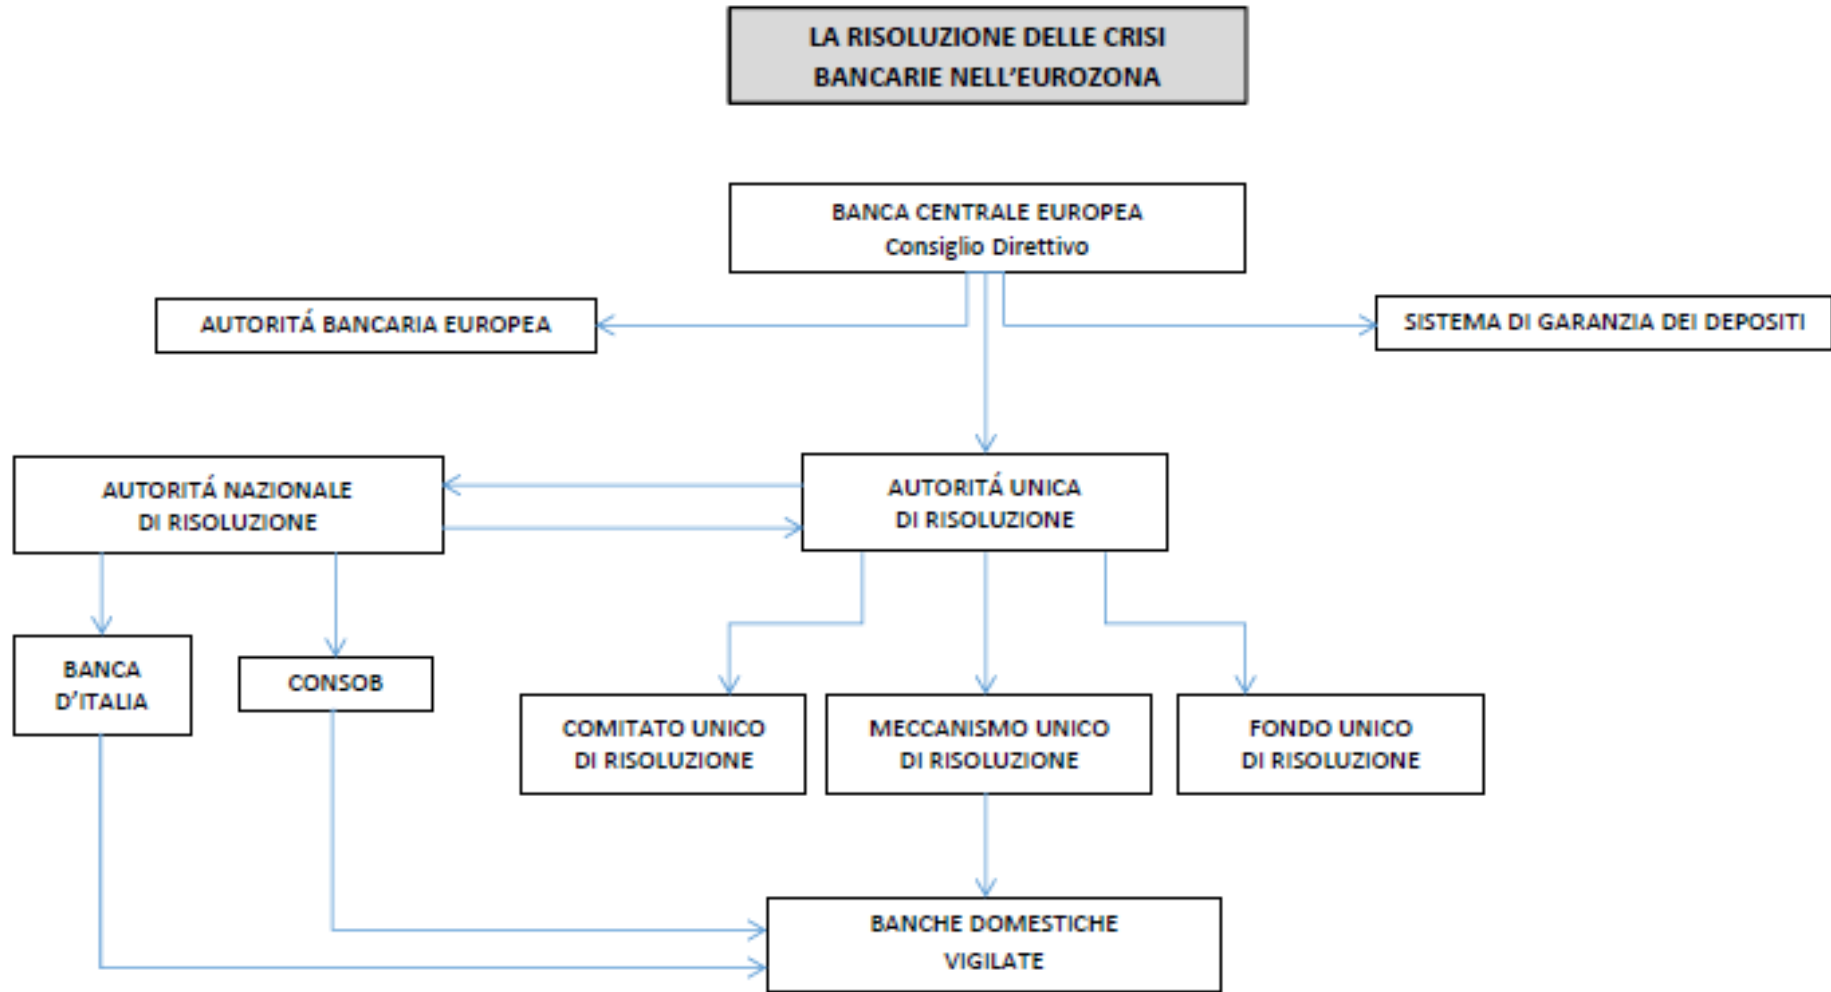 LA RISOLUZIONE DELLE CRISI
BANCARIE NELL'EUROZONA
BANCA CENTRALE EUROPEA
Consiglio Direttivo
AUTORITÁ BANCARIA EUROPEA
SISTEMA DI GARANZIA DEI DEPOSITI
AUTORITÁ NAZIONALE
DI RISOLUZIONE
AUTORITÁ UNICA
DI RISOLUZIONE
BANCA
D'ITALIA
CONSOB
COMITATO UNICO
DI RISOLUZIONE
MECCANISMO UNICO
DI RISOLUZIONE
FONDO UNICO
DI RISOLUZIONE
BANCHE DOMESTICHE
VIGILATE